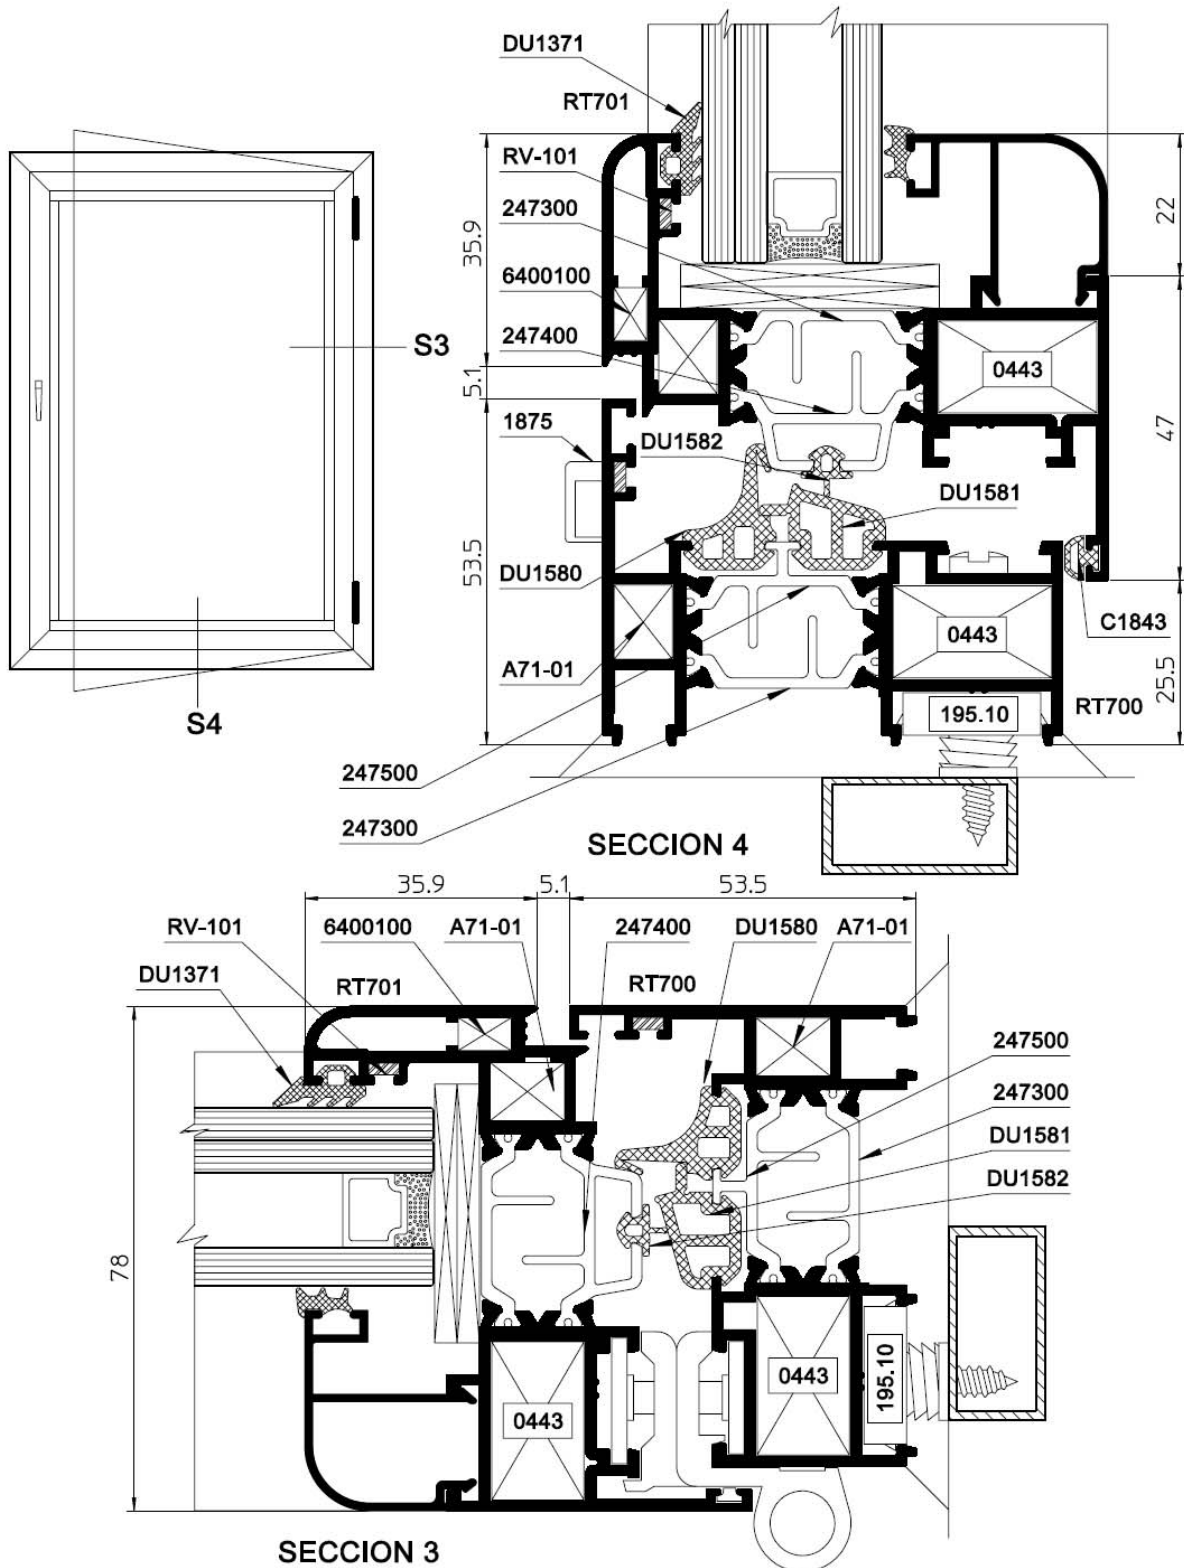 S3
S4
DU1371
RT701
RV-101
247300
6400100
247400
1875
DU1582
DU1581
DU1580
A71-01
247500
247300
0443
0443
195.10
C1843
RT700
35.9
5.1
53.5
22
47
25.5
SECCION 4
35.9
5.1
53.5
RV-101
6400100
A71-01
247400
DU1580
A71-01
DU1371
RT701
RT700
247500
247300
DU1581
DU1582
78
0443
0443
195.10
SECCION 3